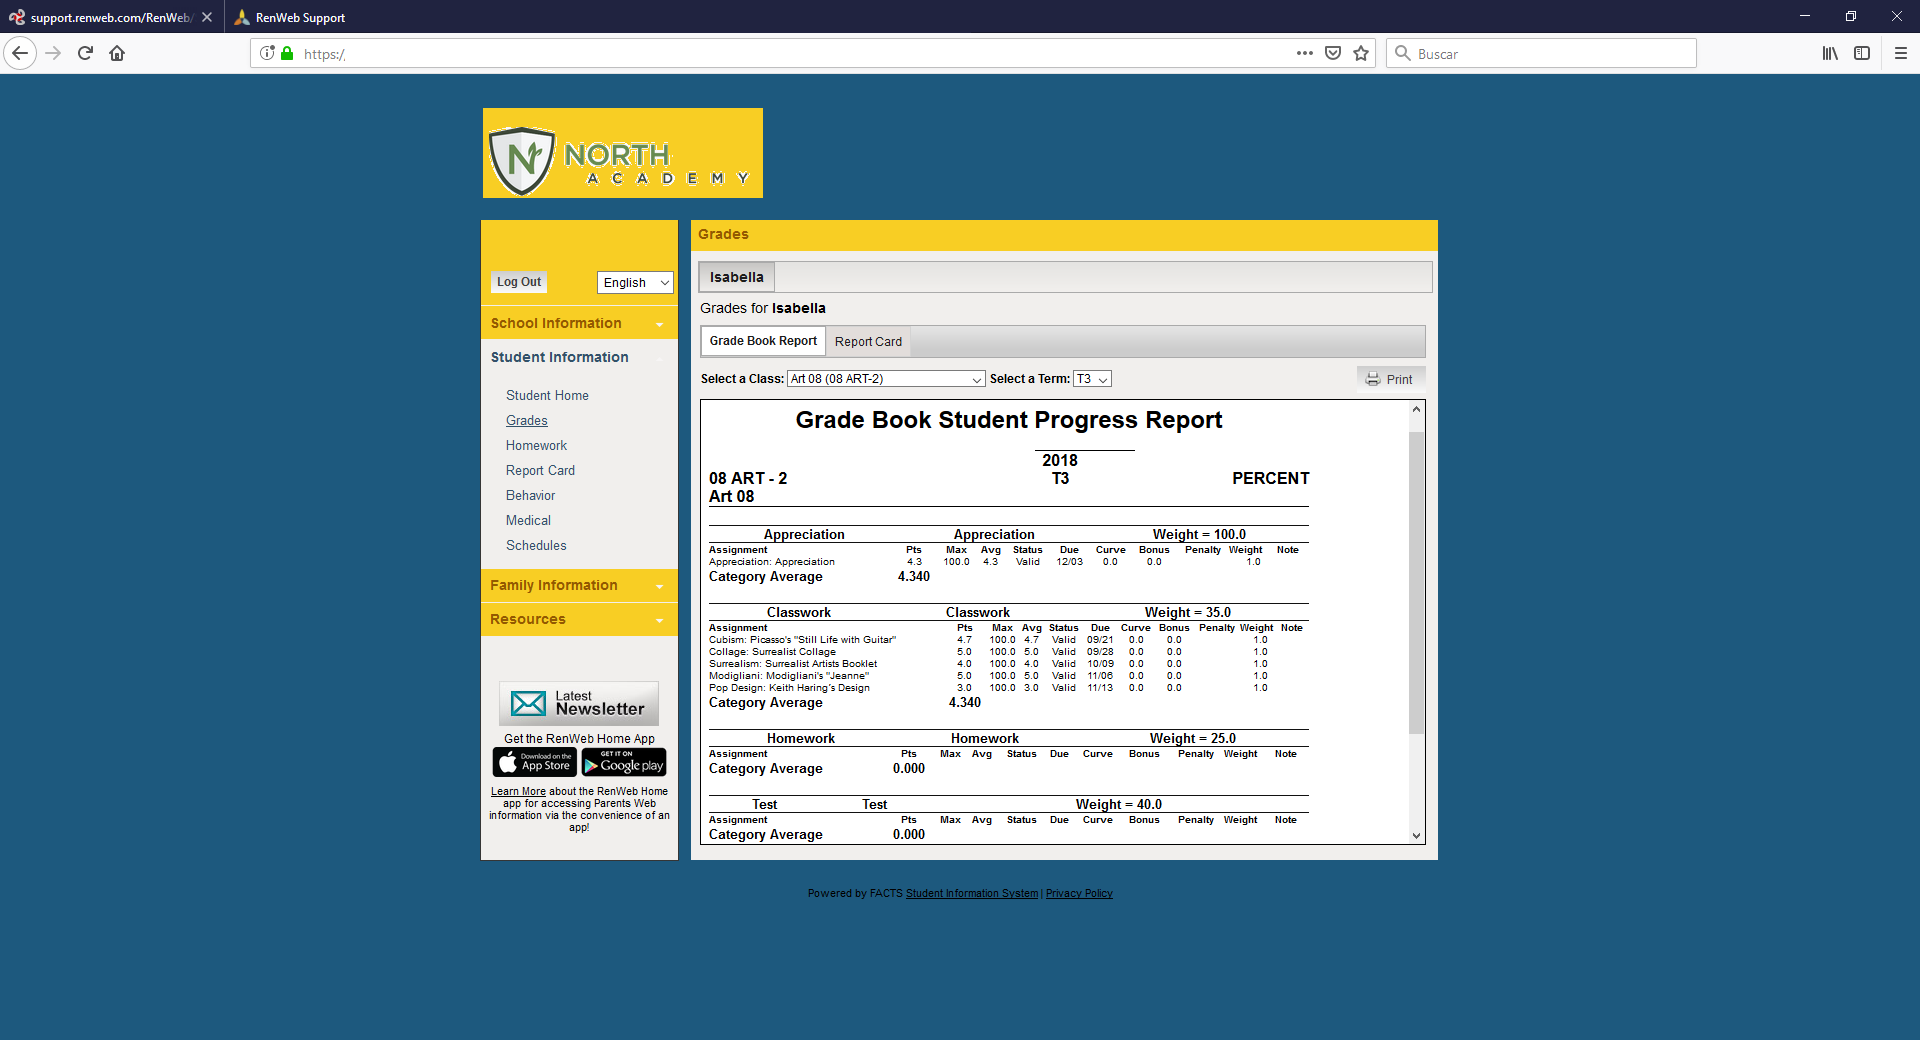 support.renweb.com/RenWeb/
RenWeb Support
https:/
Buscar
N NORTH
ACADEMY
Log Out
English
School Information
Student Information
Student Home
Grades
Homework
Report Card
Behavior
Medical
Schedules
Family Information
Resources
Latest
Newsletter
Get the RenWeb Home App
Download on the
App Store
GET IT ON
Google play
Learn More about the RenWeb Home
app for accessing Parents Web
information via the convenience of an
app!
Grades
Isabella
Grades for Isabella
Grade Book Report Report Card
Select a Class: Art 08 (08 ART-2) Select a Term: T3 Print
Grade Book Student Progress Report
2018
08 ART - 2 T3 PERCENT
Art 08
Appreciation Appreciation Weight = 100.0
Assignment Pts Max Avg Status Due Curve Bonus Penalty Weight Note
Appreciation: Appreciation 4.3 100.0 4.3 Valid 12/03 0.0 0.0 1.0
Category Average 4.340
Classwork Classwork Weight = 35.0
Assignment Pts Max Avg Status Due Curve Bonus Penalty Weight Note
Cubism: Picasso's "Still Life with Guitar" 4.7 100.0 4.7 Valid 09/21 0.0 0.0 1.0
Collage: Surrealist Collage 5.0 100.0 5.0 Valid 09/28 0.0 0.0 1.0
Surrealism: Surrealist Artists Booklet 4.0 100.0 4.0 Valid 10/09 0.0 0.0 1.0
Modigliani: Modigliani's "Jeanne" 5.0 100.0 5.0 Valid 11/06 0.0 0.0 1.0
Pop Design: Keith Haring's Design 3.0 100.0 3.0 Valid 11/13 0.0 0.0 1.0
Category Average 4.340
Homework Homework Weight = 25.0
Assignment Pts Max Avg Status Due Curve Bonus Penalty Weight Note
Category Average 0.000
Test Test Weight = 40.0
Assignment Pts Max Avg Status Due Curve Bonus Penalty Weight Note
Category Average 0.000
Powered by FACTS Student Information System | Privacy Policy